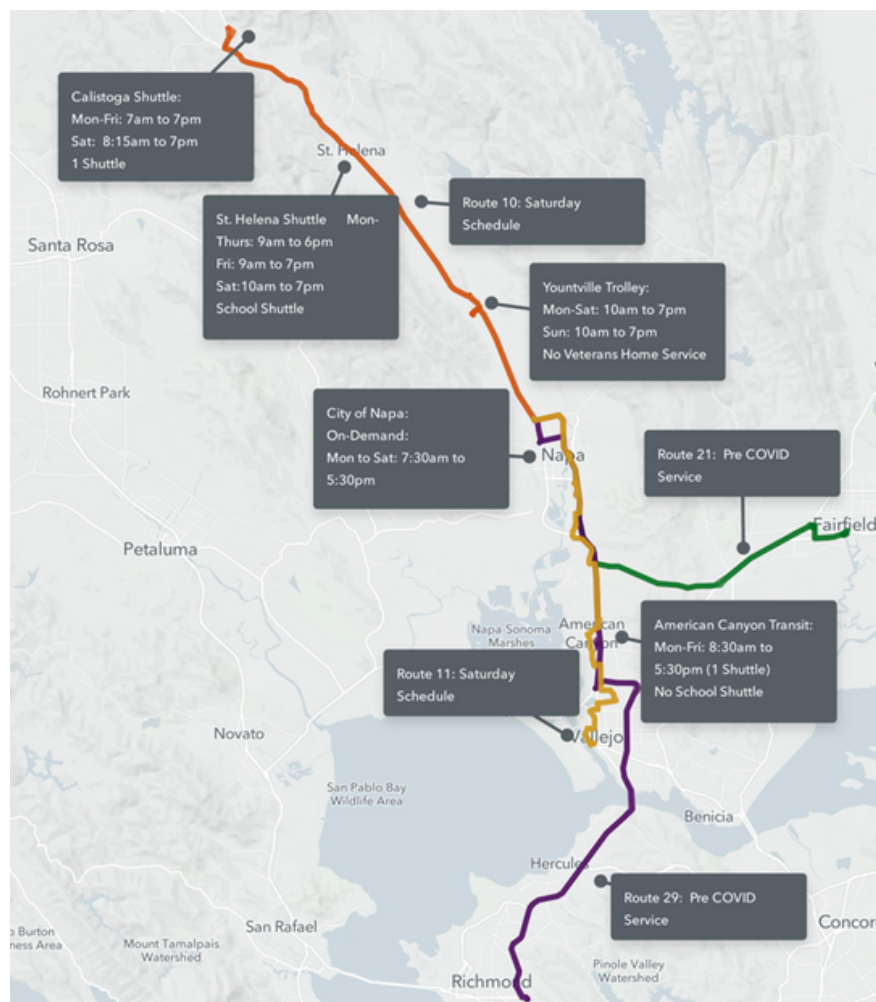 Calistoga Shuttle:
Mon-Fri: 7am to 7pm
Sat:  8:15am to 7pm
1 Shuttle
St. Helena
St. Helena Shuttle     Mon-
Thurs: 9am to 6pm
Fri: 9am to 7pm
Sat:10am to 7pm
School Shuttle
Route 10: Saturday
Schedule
Santa Rosa
Yountville Trolley:
Mon-Sat: 10am to 7pm
Sun: 10am to 7pm
No Veterans Home Service
Rohnert Park
City of Napa:
On-Demand:
Mon to Sat: 7:30am to
5:30pm
Napa
Route 21:  Pre COVID
Service
Fairfield
Petaluma
American Canyon Transit:
Mon-Fri: 8:30am to
5:30pm (1 Shuttle)
No School Shuttle
American
Canyon
Napa-Sonoma
Marshes
Route 11: Saturday
Schedule
Novato
Vallejo
San Pablo Bay
Wildlife Area
Benicia
Hercules
Route 29:  Pre COVID
Service
San Rafael
Concor
o Burton
ness Area
Mount Tamalpais
Watershed
Richmond
Pinole Valley
Watershed